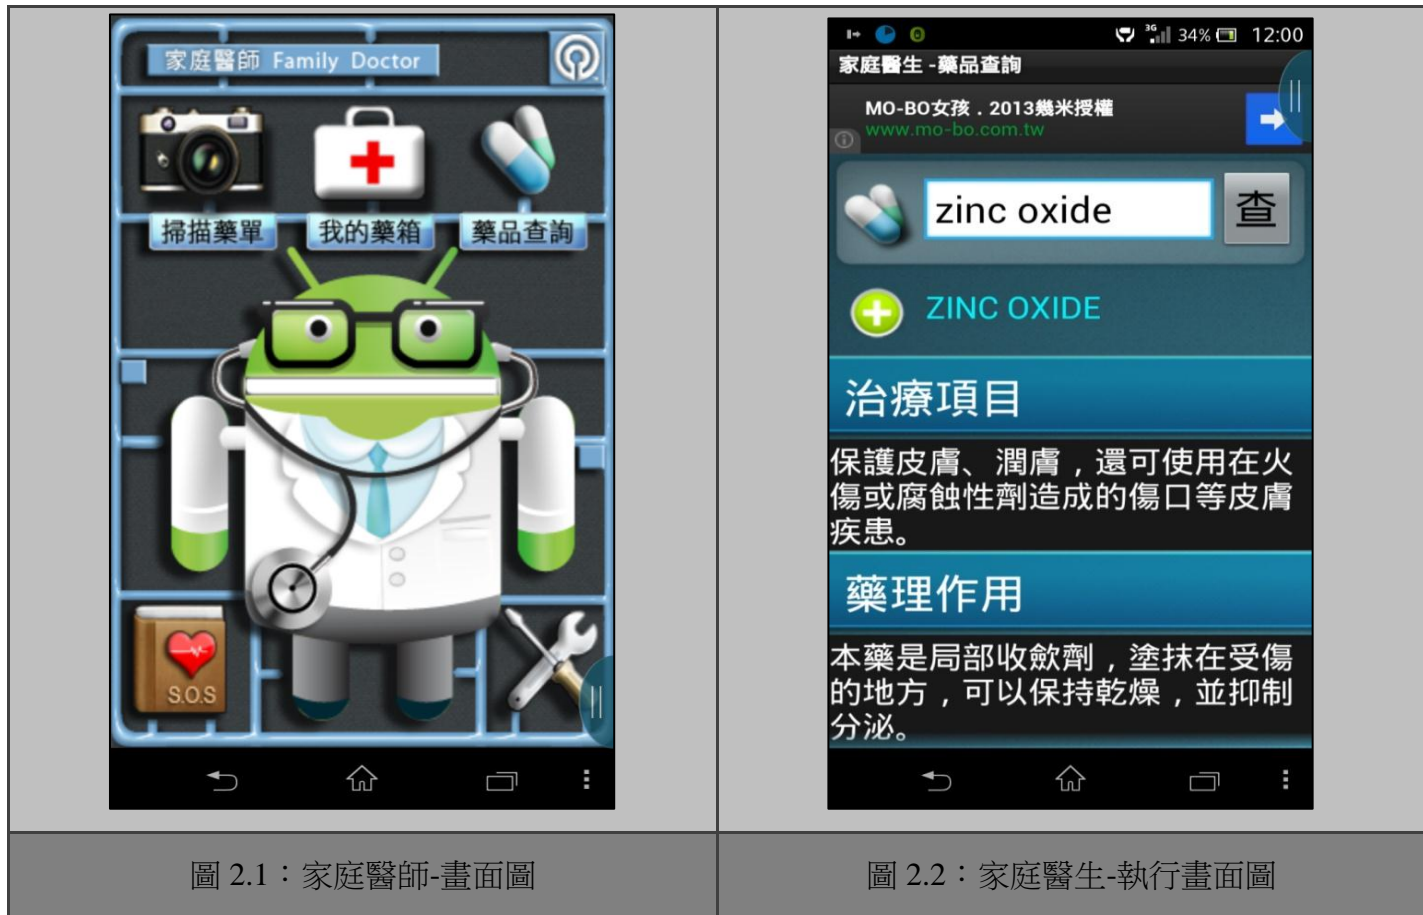 家庭醫師 Family Doctor
掃描藥單
我的藥箱
藥品查詢
S.O.S
圖 2.1：家庭醫師-畫面圖
3G 34% 12:00
家庭醫生 -藥品查詢
MO-BO女孩．2013幾米授權
www.mo-bo.com.tw
zinc oxide 查
ZINC OXIDE
治療項目
保護皮膚、潤膚，還可使用在火
傷或腐蝕性劑造成的傷口等皮膚
疾患。
藥理作用
本藥是局部收斂劑，塗抹在受傷
的地方，可以保持乾燥，並抑制
分泌。
圖 2.2：家庭醫生-執行畫面圖